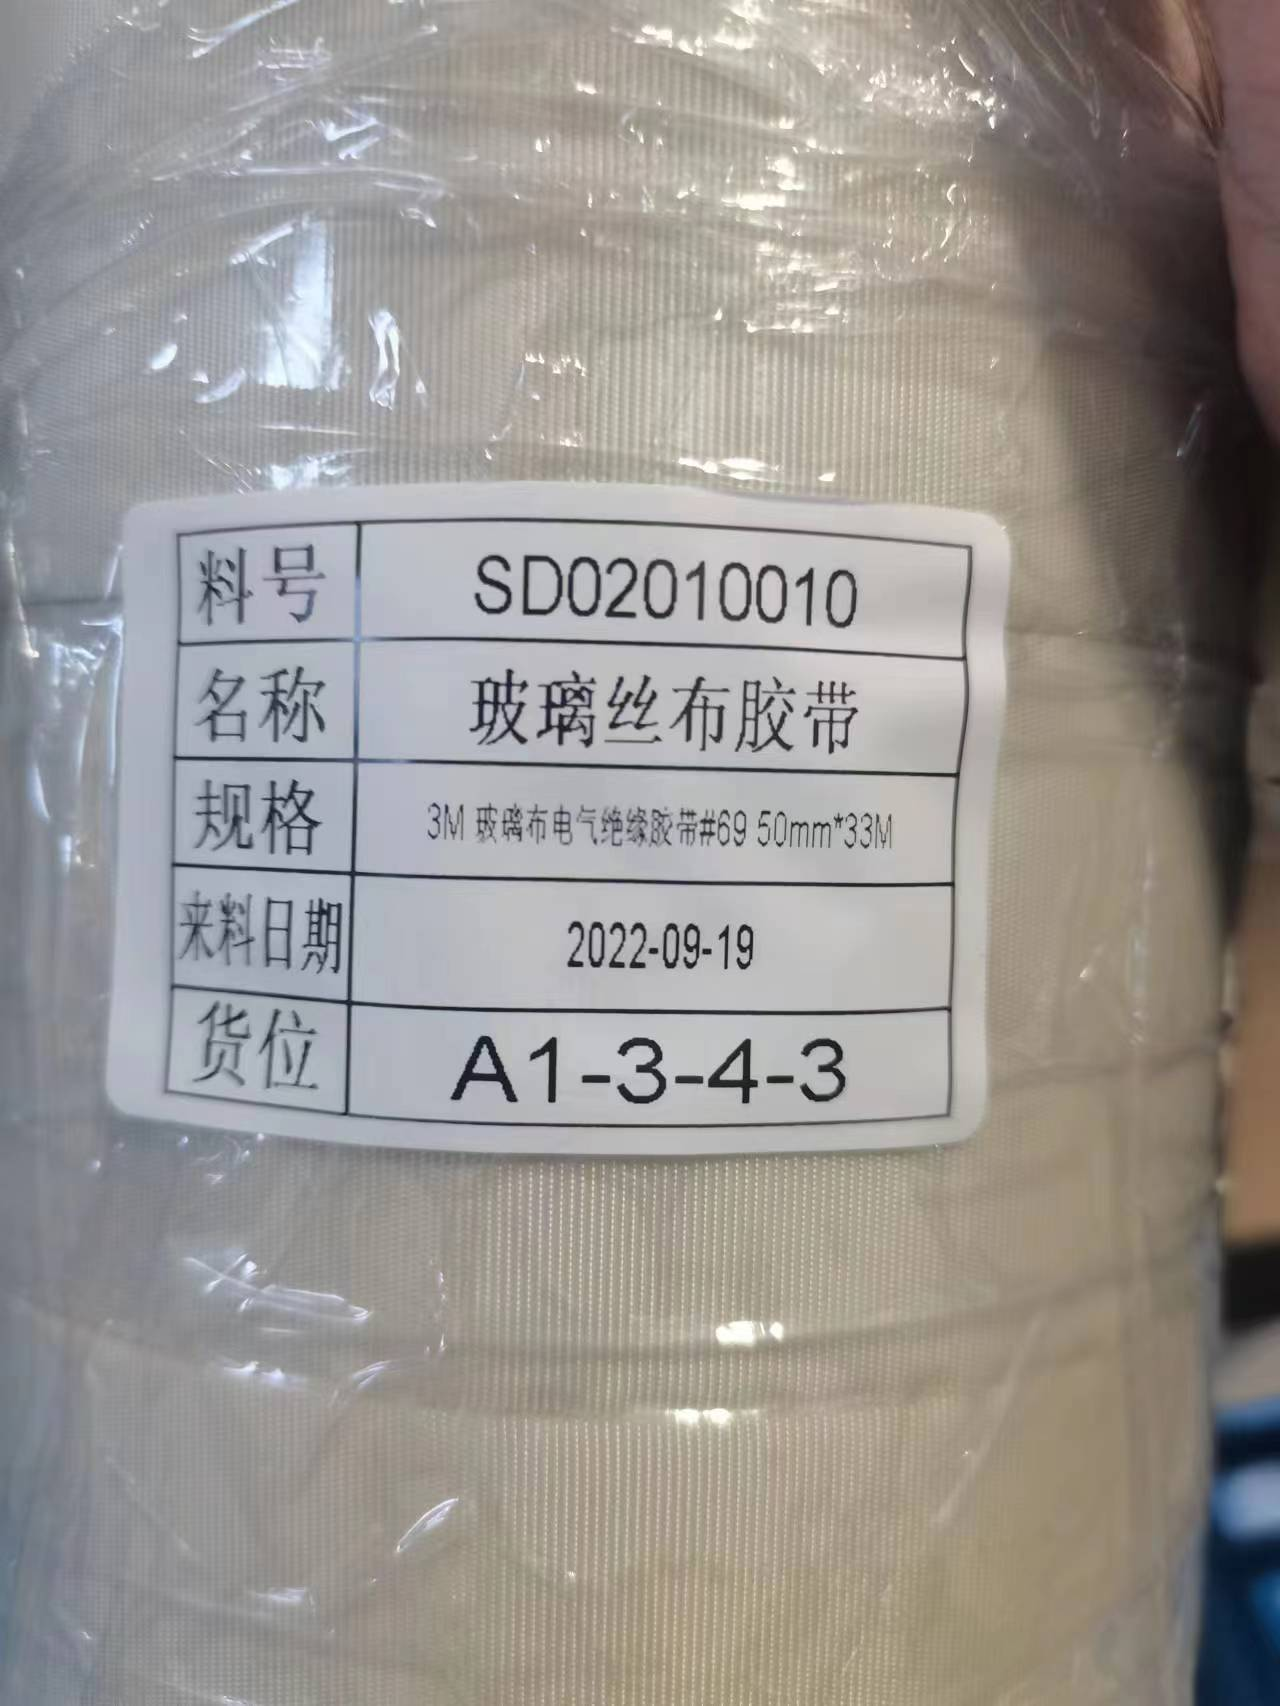 料号 SD02010010
名称 玻璃丝布胶带
规格 3M 玻璃布电气绝缘胶带#69 50mm*33M
来料日期 2022-09-19
货位 A1-3-4-3